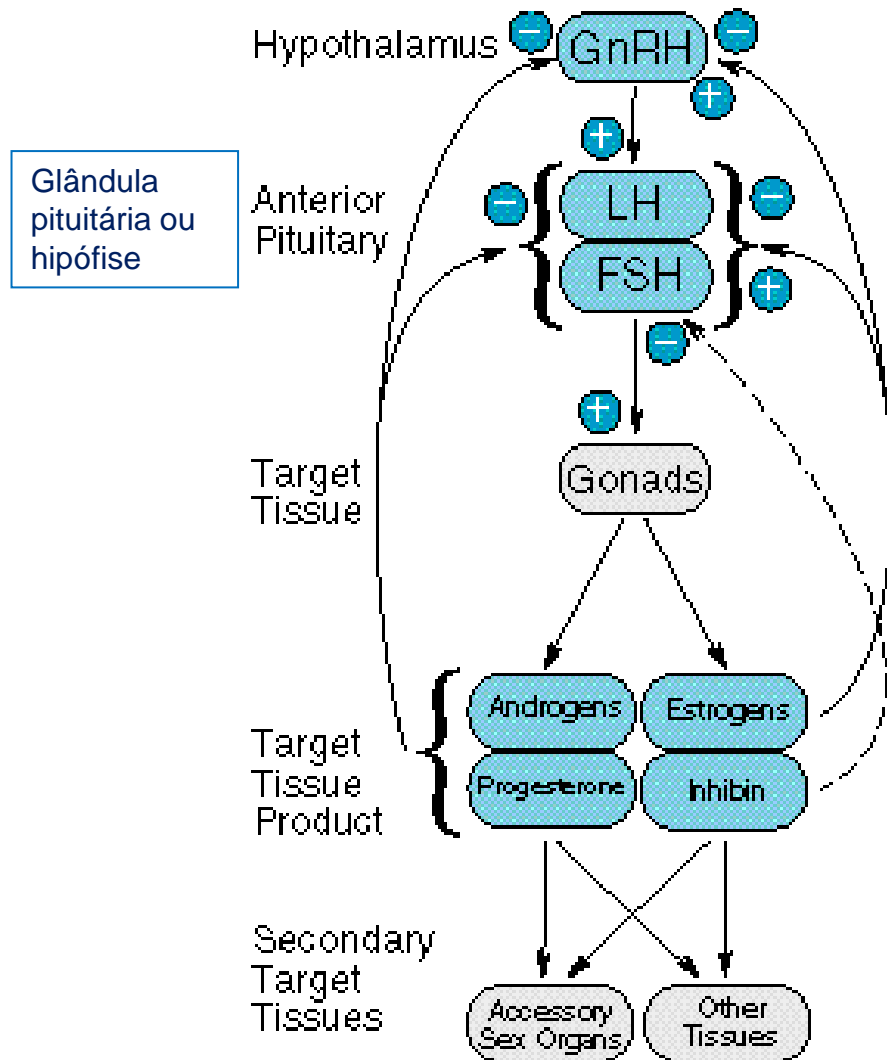 Hypothalamus
−
GnRH
−
+
+
Glândula
pituitária ou
hipófise
Anterior
Pituitary
−
LH
FSH
−
+
−
+
Target
Tissue
Gonads
Target
Tissue
Product
Androgens
Estrogens
Progesterone
Inhibin
Secondary
Target
Tissues
Accessory
Sex Organs
Other
Tissues